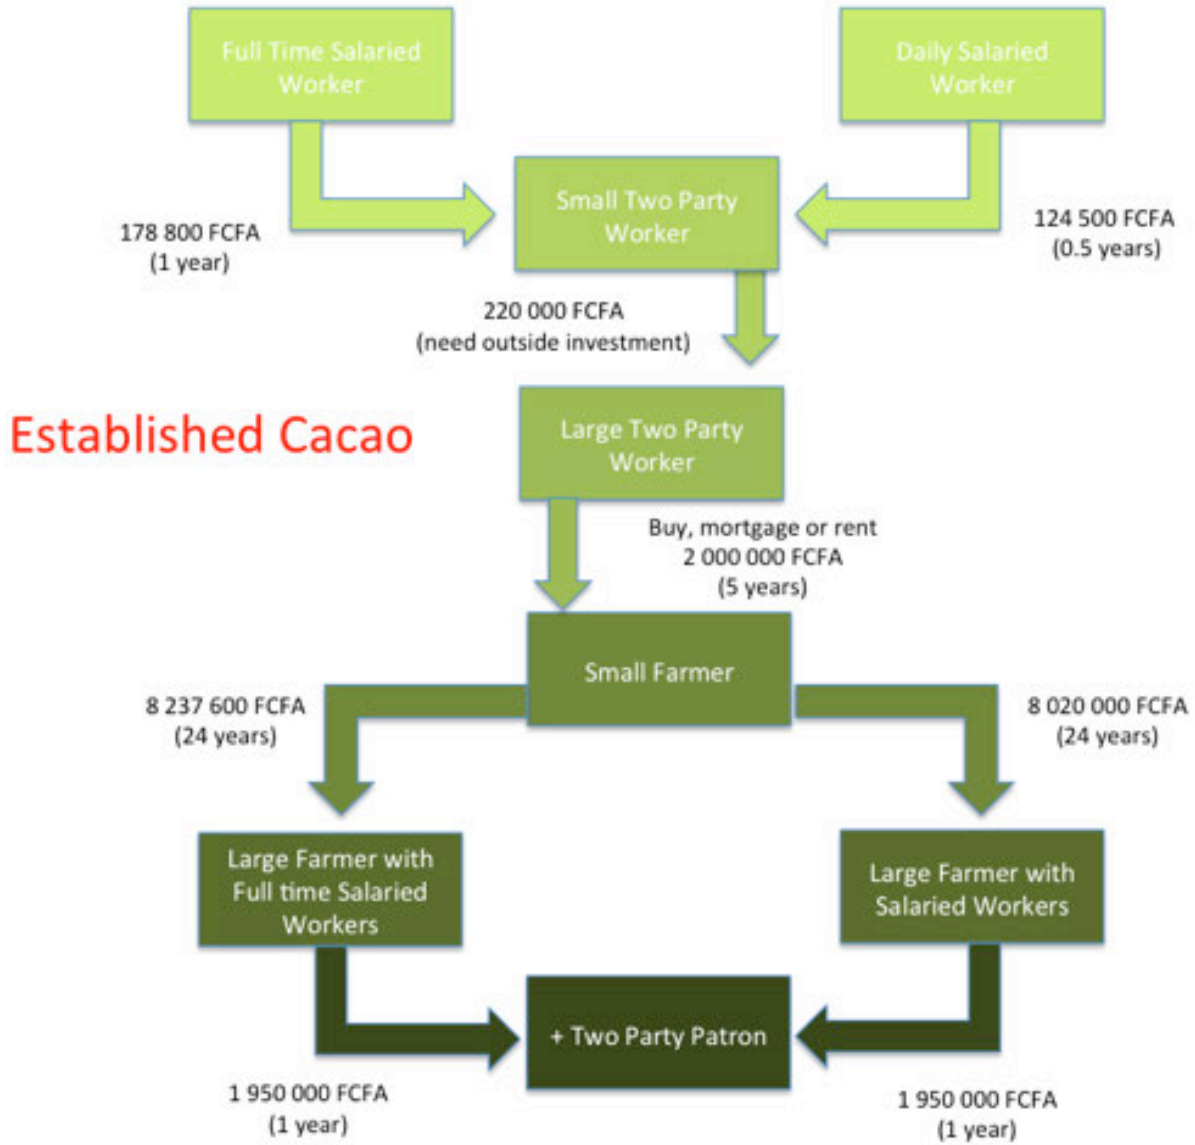 Full Time Salaried
Worker
Daily Salaried
Worker
Small Two Party
Worker
178 800 FCFA
(1 year)
124 500 FCFA
(0.5 years)
220 000 FCFA
(need outside investment)
Established Cacao
Large Two Party
Worker
Buy, mortgage or rent
2 000 000 FCFA
(5 years)
Small Farmer
8 237 600 FCFA
(24 years)
8 020 000 FCFA
(24 years)
Large Farmer with
Full time Salaried
Workers
Large Farmer with
Salaried Workers
+ Two Party Patron
1 950 000 FCFA
(1 year)
1 950 000 FCFA
(1 year)